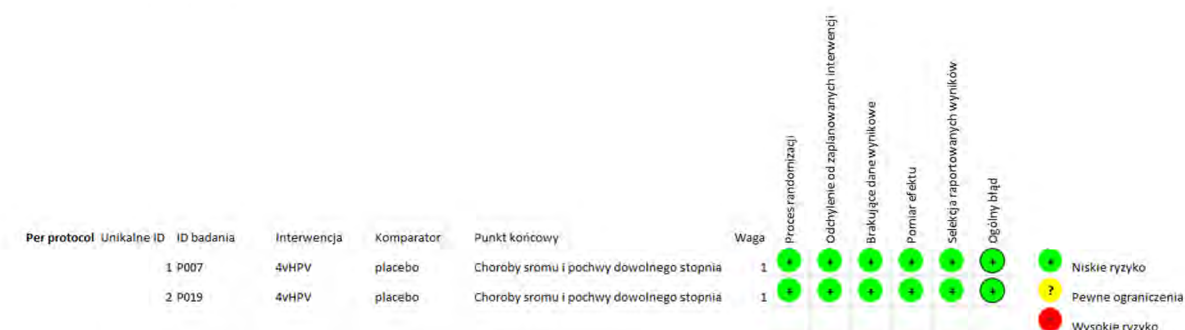 Proces randomizacji
Odchylenie od zaplanowanych interwencji
Brakujące dane wynikowe
Pomiar efektu
Selekcja raportowanych wyników
Ogólny błąd
Per protocol Unikalne ID ID badania Interwencja Komparator Punkt końcowy Waga
1 P007 4vHPV placebo Choroby sromu i pochwy dowolnego stopnia 1 + + + + + +
2 P019 4vHPV placebo Choroby sromu i pochwy dowolnego stopnia 1 + + + + + +
+ Niskie ryzyko
? Pewne ograniczenia
Wysokie ryzyko